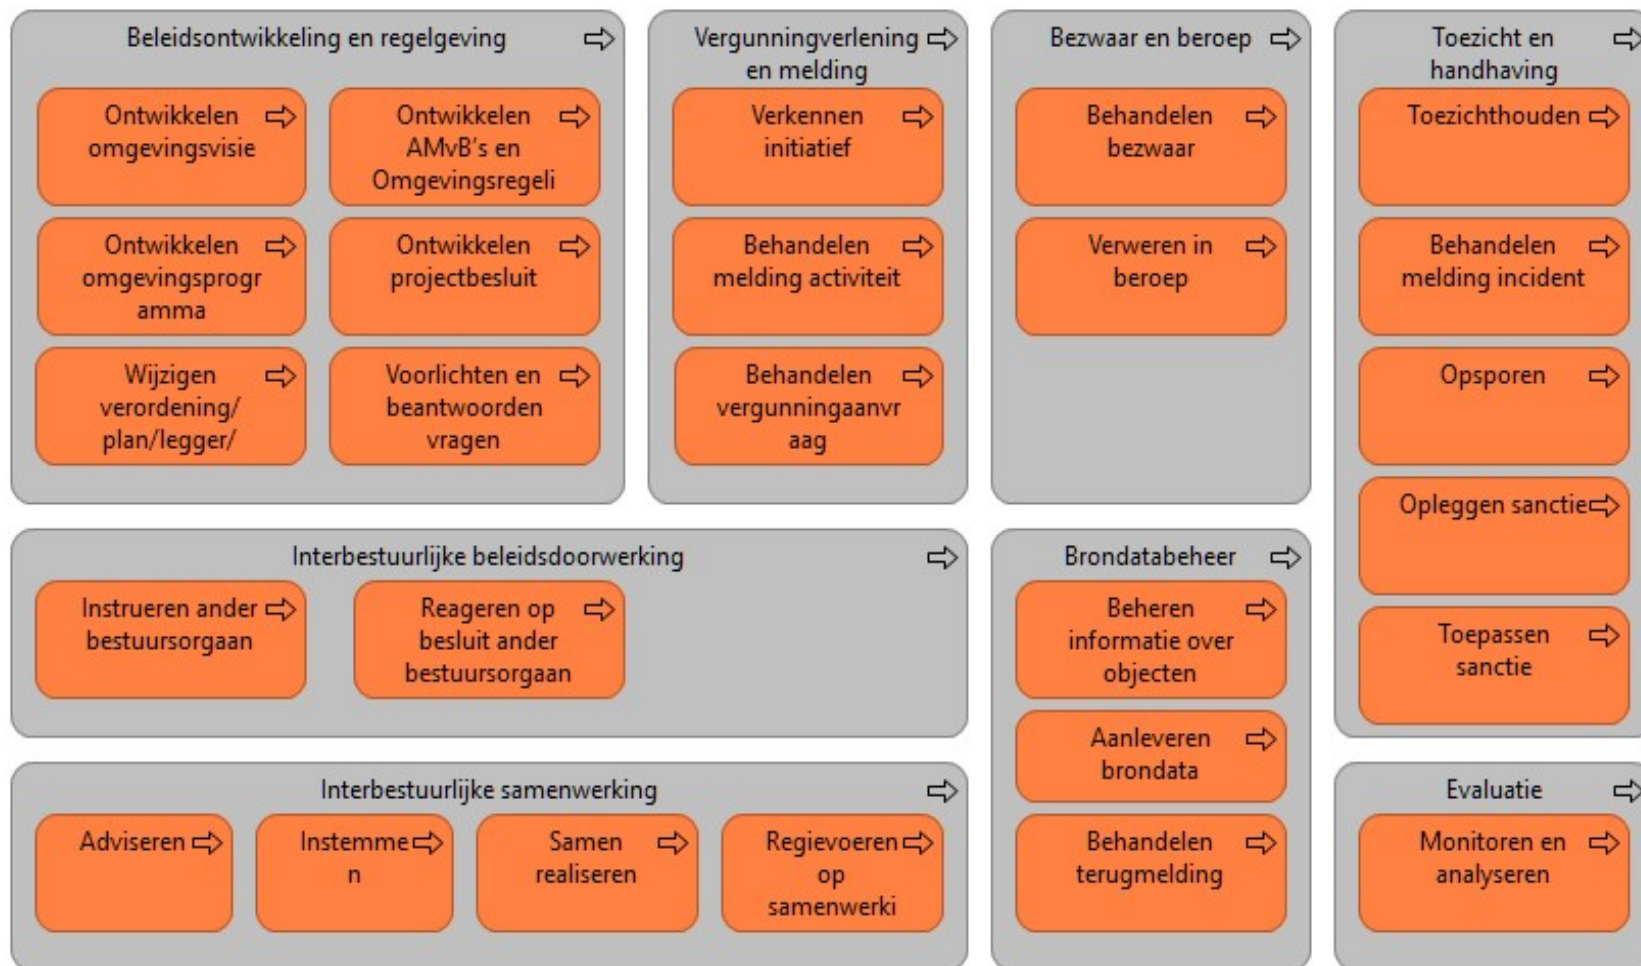 Beleidsontwikkeling en regelgeving
Ontwikkelen
omgevingsvisie
Ontwikkelen
AMvB's en
Omgevingsregeli
Ontwikkelen
omgevingsprogr
amma
Ontwikkelen
projectbesluit
Wijzigen
verordening/
plan/legger/
Voorlichten en
beantwoorden
vragen
Vergunningverlening
en melding
Verkennen
initiatief
Behandelen
melding activiteit
Behandelen
vergunningaanvr
aag
Bezwaar en beroep
Behandelen
bezwaar
Verweren in
beroep
Toezicht en
handhaving
Toezichthouden
Behandelen
melding incident
Opsporen
Opleggen sanctie
Toepassen
sanctie
Interbestuurlijke beleidsdoorwerking
Instrueren ander
bestuursorgaan
Reageren op
besluit ander
bestuursorgaan
Brondatabeheer
Beheren
informatie over
objecten
Aanleveren
brondata
Behandelen
terugmelding
Interbestuurlijke samenwerking
Adviseren
Instemme
n
Samen
realiseren
Regievoeren
op
samenwerki
Evaluatie
Monitoren en
analyseren